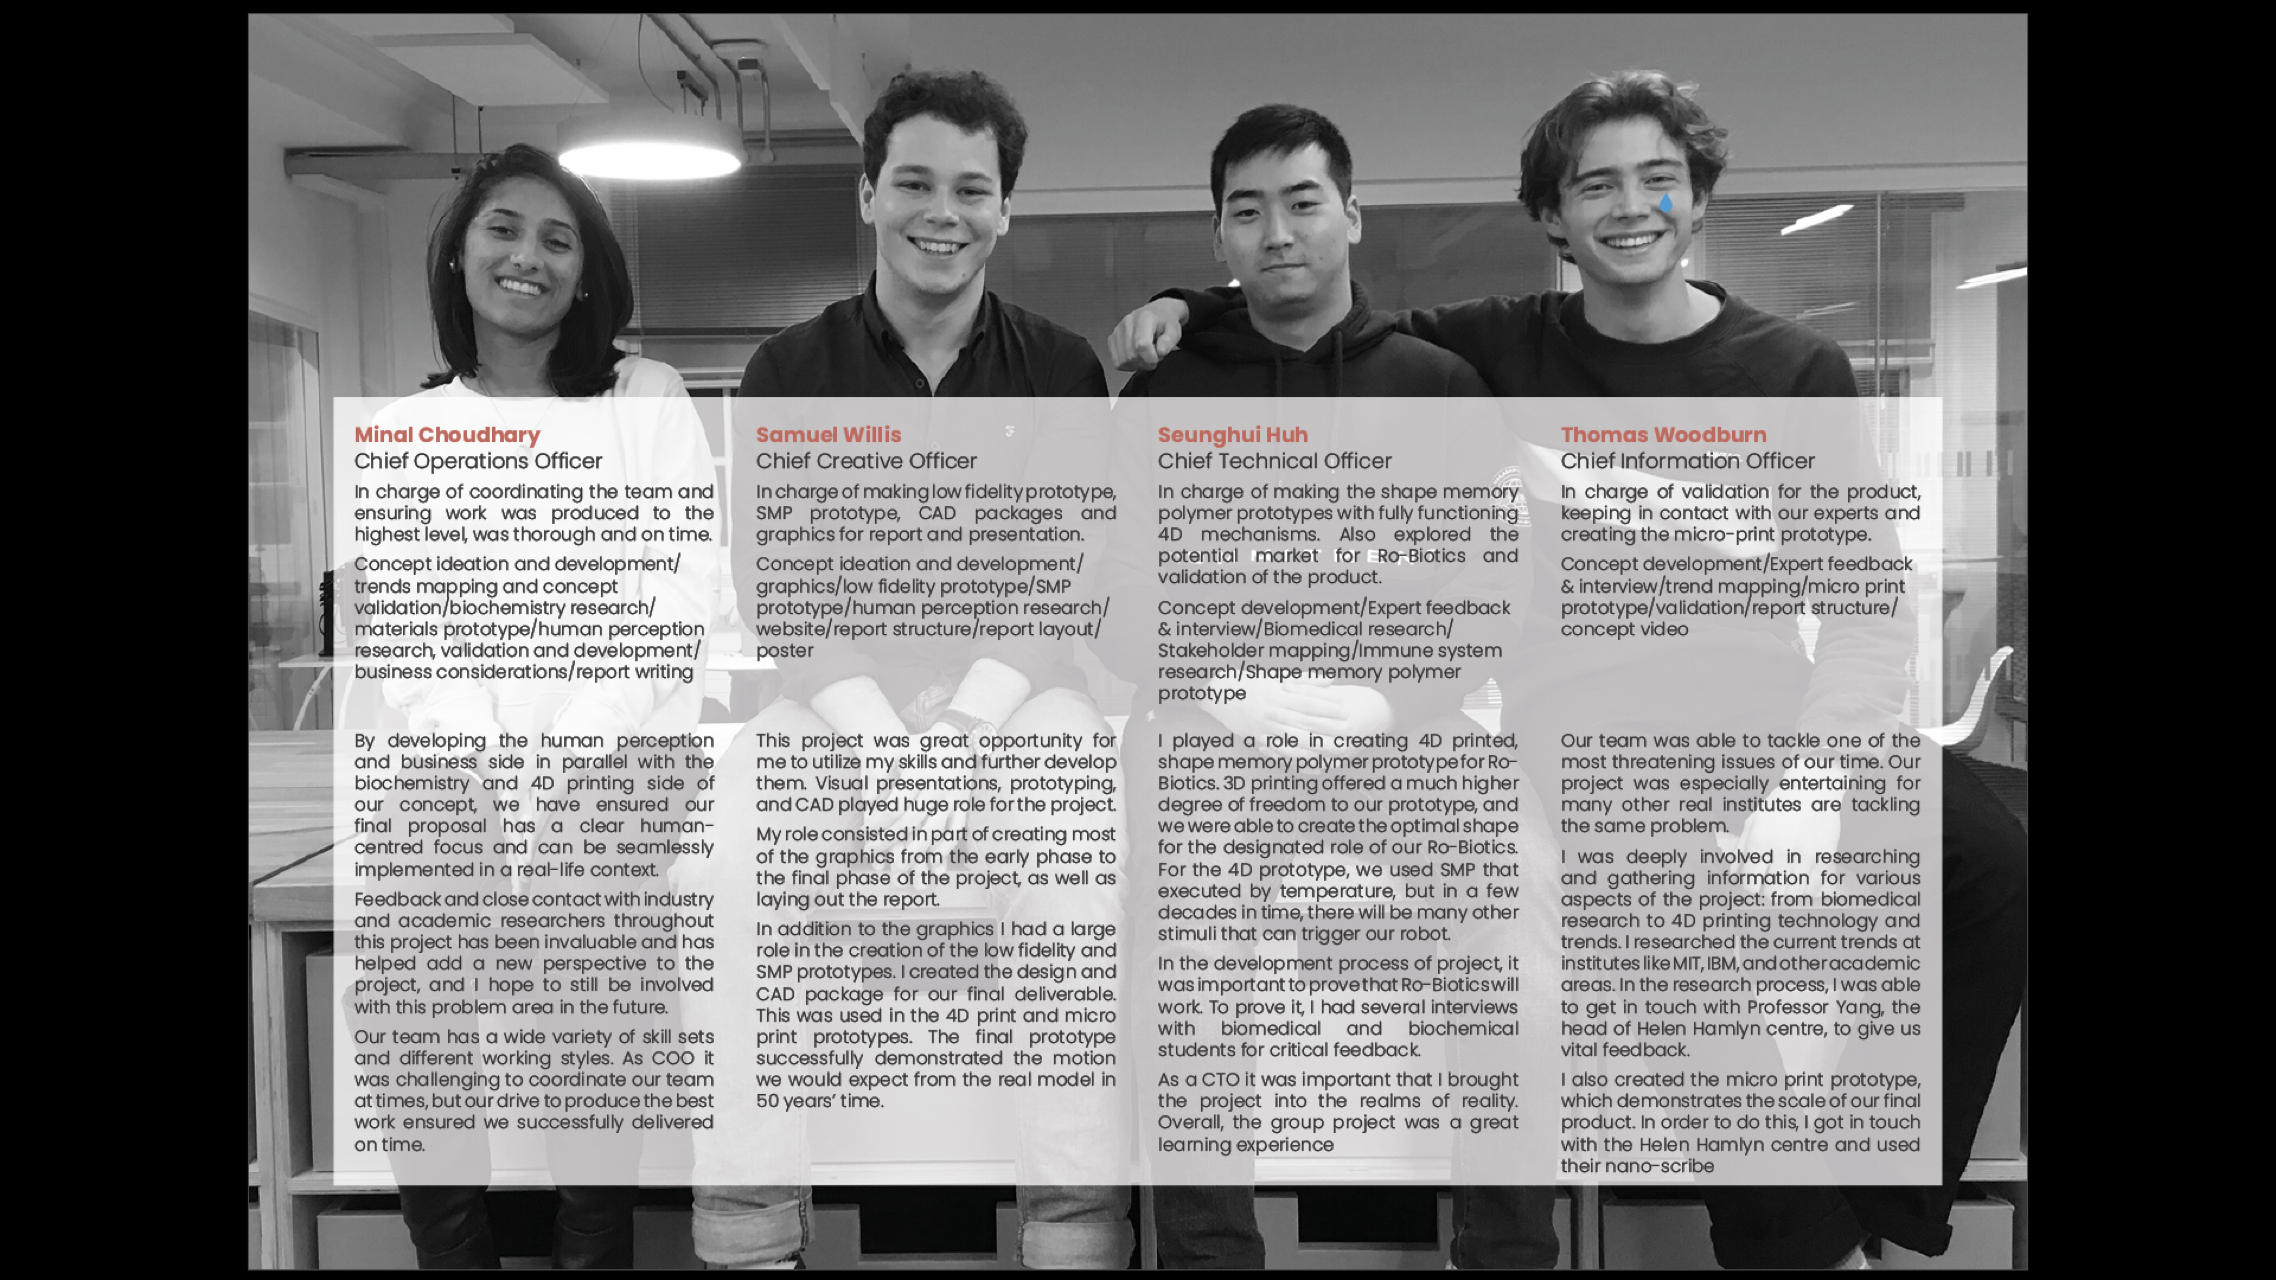 Minal Choudhary
Chief Operations Officer
In charge of coordinating the team and
ensuring work was produced to the
highest level, was thorough and on time.
Concept ideation and development/
trends mapping and concept
validation/biochemistry research/
materials prototype/human perception
research, validation and development/
business considerations/report writing
By developing the human perception
and business side in parallel with the
biochemistry and 4D printing side of
our concept, we have ensured our
final proposal has a clear human-
centred focus and can be seamlessly
implemented in a real-life context.
Feedback and close contact with industry
and academic researchers throughout
this project has been invaluable and has
helped add a new perspective to the
project, and I hope to still be involved
with this problem area in the future.
Our team has a wide variety of skill sets
and different working styles. As COO it
was challenging to coordinate our team
at times, but our drive to produce the best
work ensured we successfully delivered
on time.
Samuel Willis
Chief Creative Officer
In charge of making low fidelity prototype,
SMP prototype, CAD packages and
graphics for report and presentation.
Concept ideation and development/
graphics/low fidelity prototype/SMP
prototype/human perception research/
website/report structure/report layout/
poster
This project was great opportunity for
me to utilize my skills and further develop
them. Visual presentations, prototyping,
and CAD played huge role for the project.
My role consisted in part of creating most
of the graphics from the early phase to
the final phase of the project, as well as
laying out the report.
In addition to the graphics I had a large
role in the creation of the low fidelity and
SMP prototypes. I created the design and
CAD package for our final deliverable.
This was used in the 4D print and micro
print prototypes. The final prototype
successfully demonstrated the motion
we would expect from the real model in
50 years’ time.
Seunghui Huh
Chief Technical Officer
In charge of making the shape memory
polymer prototypes with fully functioning
4D mechanisms. Also explored the
potential market for Ro-Biotics and
validation of the product.
Concept development/Expert feedback
& interview/Biomedical research/
Stakeholder mapping/Immune system
research/Shape memory polymer
prototype
I played a role in creating 4D printed,
shape memory polymer prototype for Ro-
Biotics. 3D printing offered a much higher
degree of freedom to our prototype, and
we were able to create the optimal shape
for the designated role of our Ro-Biotics.
For the 4D prototype, we used SMP that
executed by temperature, but in a few
decades in time, there will be many other
stimuli that can trigger our robot.
In the development process of project, it
was important to prove that Ro-Biotics will
work. To prove it, I had several interviews
with biomedical and biochemical
students for critical feedback.
As a CTO it was important that I brought
the project into the realms of reality.
Overall, the group project was a great
learning experience
Thomas Woodburn
Chief Information Officer
In charge of validation for the product,
keeping in contact with our experts and
creating the micro-print prototype.
Concept development/Expert feedback
& interview/trend mapping/micro print
prototype/validation/report structure/
concept video
Our team was able to tackle one of the
most threatening issues of our time. Our
project was especially entertaining for
many other real institutes are tackling
the same problem.
I was deeply involved in researching
and gathering information for various
aspects of the project: from biomedical
research to 4D printing technology and
trends. I researched the current trends at
institutes like MIT, IBM, and other academic
areas. In the research process, I was able
to get in touch with Professor Yang, the
head of Helen Hamlyn centre, to give us
vital feedback.
I also created the micro print prototype,
which demonstrates the scale of our final
product. In order to do this, I got in touch
with the Helen Hamlyn centre and used
their nano-scribe